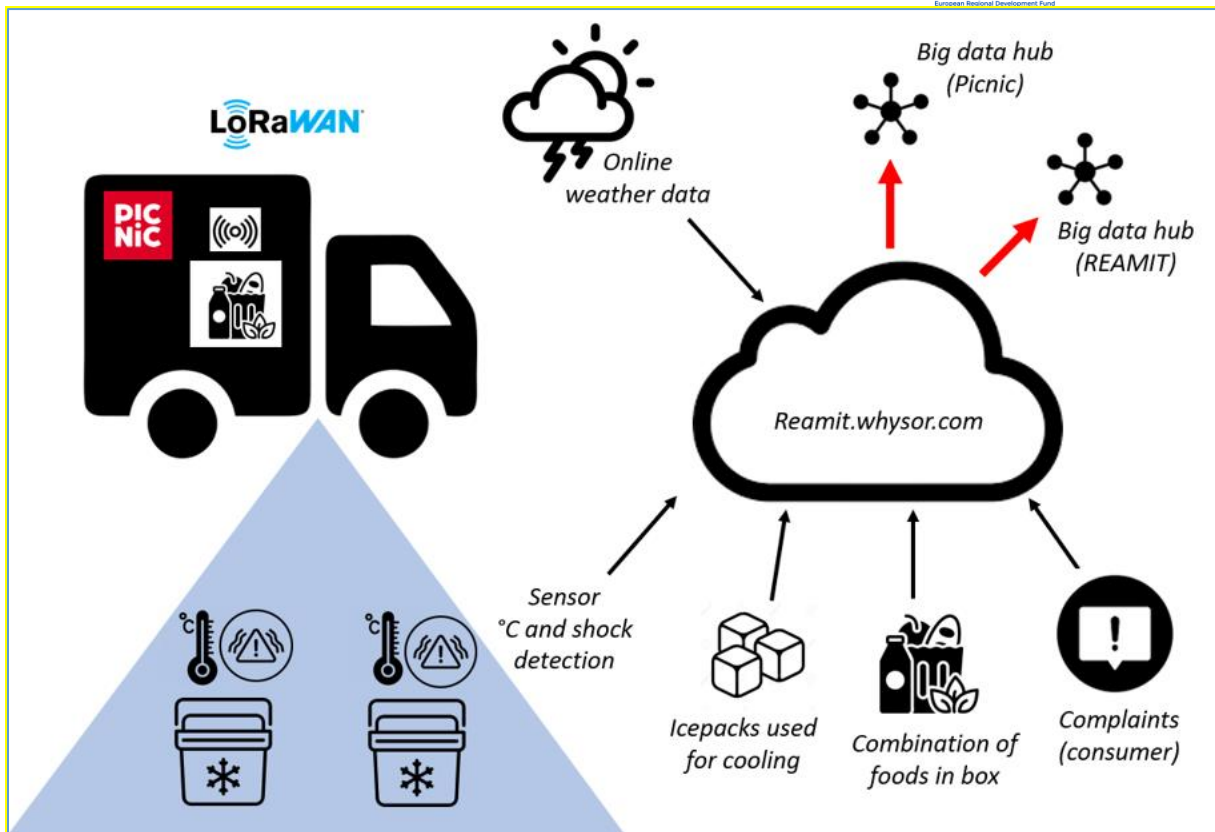 European Regional Development Fund
LoRaWAN
PIC
NIC
Online
weather data
Big data hub
(Picnic)
Big data hub
(REAMIT)
Reamit.whysor.com
°C
°C
Sensor
°C and shock
detection
Icepacks used
for cooling
Combination of
foods in box
Complaints
(consumer)